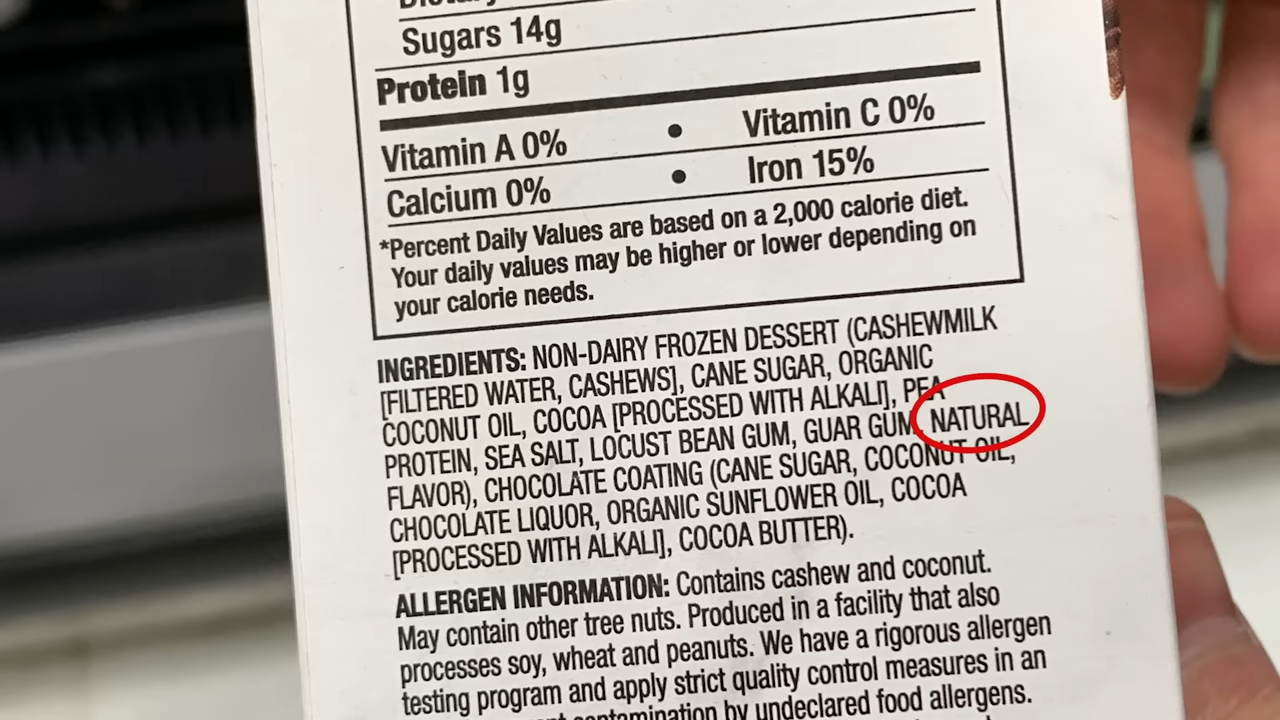 Dietary
Sugars 14g
Protein 1g
Vitamin A 0% • Vitamin C 0%
Calcium 0% • Iron 15%
*Percent Daily Values are based on a 2,000 calorie diet.
Your daily values may be higher or lower depending on
your calorie needs.
INGREDIENTS: NON-DAIRY FROZEN DESSERT (CASHEWMILK
[FILTERED WATER, CASHEWS], CANE SUGAR, ORGANIC
COCONUT OIL, COCOA [PROCESSED WITH ALKALI], PEA
PROTEIN, SEA SALT, LOCUST BEAN GUM, GUAR GUM, NATURAL
FLAVOR), CHOCOLATE COATING (CANE SUGAR, COCONUT OIL,
CHOCOLATE LIQUOR, ORGANIC SUNFLOWER OIL, COCOA
[PROCESSED WITH ALKALI], COCOA BUTTER).
ALLERGEN INFORMATION: Contains cashew and coconut.
May contain other tree nuts. Produced in a facility that also
processes soy, wheat and peanuts. We have a rigorous allergen
testing program and apply strict quality control measures in an
contamination by undeclared food allergens.